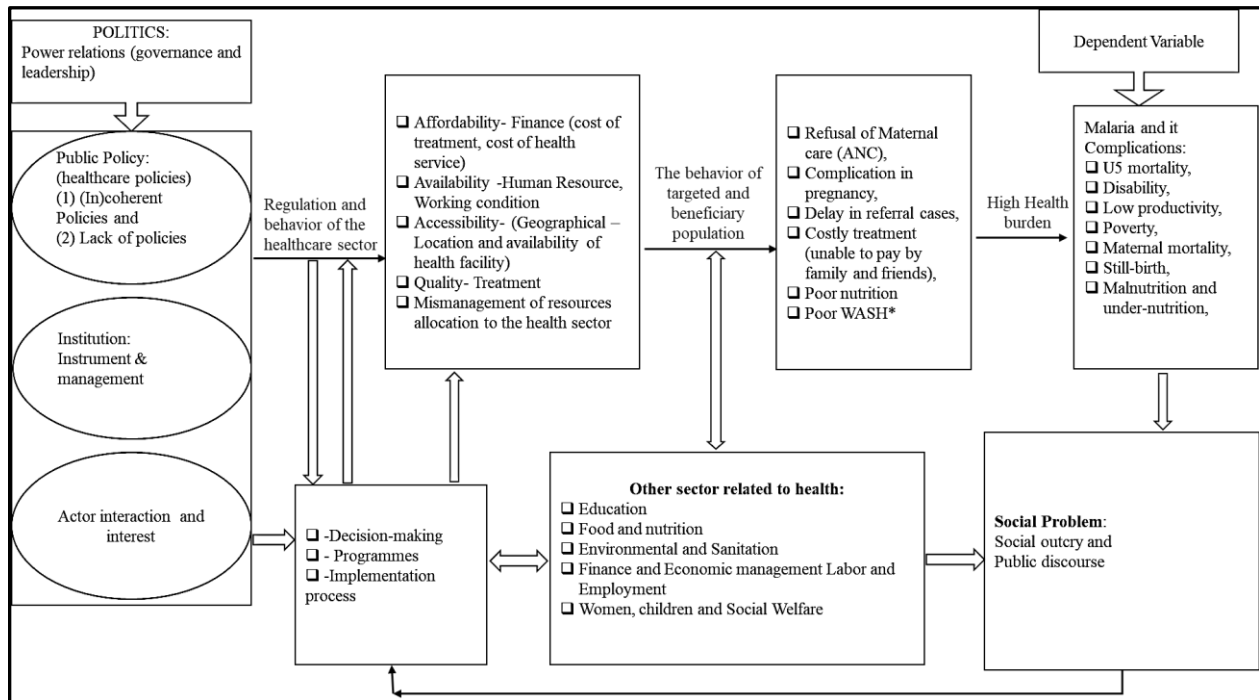 POLITICS:
Power relations (governance and
leadership)
Public Policy:
(healthcare policies)
(1) (In)coherent
Policies and
(2) Lack of policies
Institution:
Instrument &
management
Actor interaction and
interest
Regulation and
behavior of the
healthcare sector
❑ Affordability- Finance (cost of
treatment, cost of health
service)
❑ Availability -Human Resource,
Working condition
❑ Accessibility- (Geographical –
Location and availability of
health facility)
❑ Quality- Treatment
❑ Mismanagement of resources
allocation to the health sector
❑ -Decision-making
❑ - Programmes
❑ -Implementation
process
The behavior of
targeted and
beneficiary
population
❑ Refusal of Maternal
care (ANC),
❑ Complication in
pregnancy,
❑ Delay in referral cases,
❑ Costly treatment
(unable to pay by
family and friends),
❑ Poor nutrition
❑ Poor WASH*
Other sector related to health:
❑ Education
❑ Food and nutrition
❑ Environmental and Sanitation
❑ Finance and Economic management Labor and
Employment
❑ Women, children and Social Welfare
High Health
burden
Dependent Variable
Malaria and it
Complications:
❑ U5 mortality,
❑ Disability,
❑ Low productivity,
❑ Poverty,
❑ Maternal mortality,
❑ Still-birth,
❑ Malnutrition and
under-nutrition,
Social Problem:
Social outcry and
Public discourse